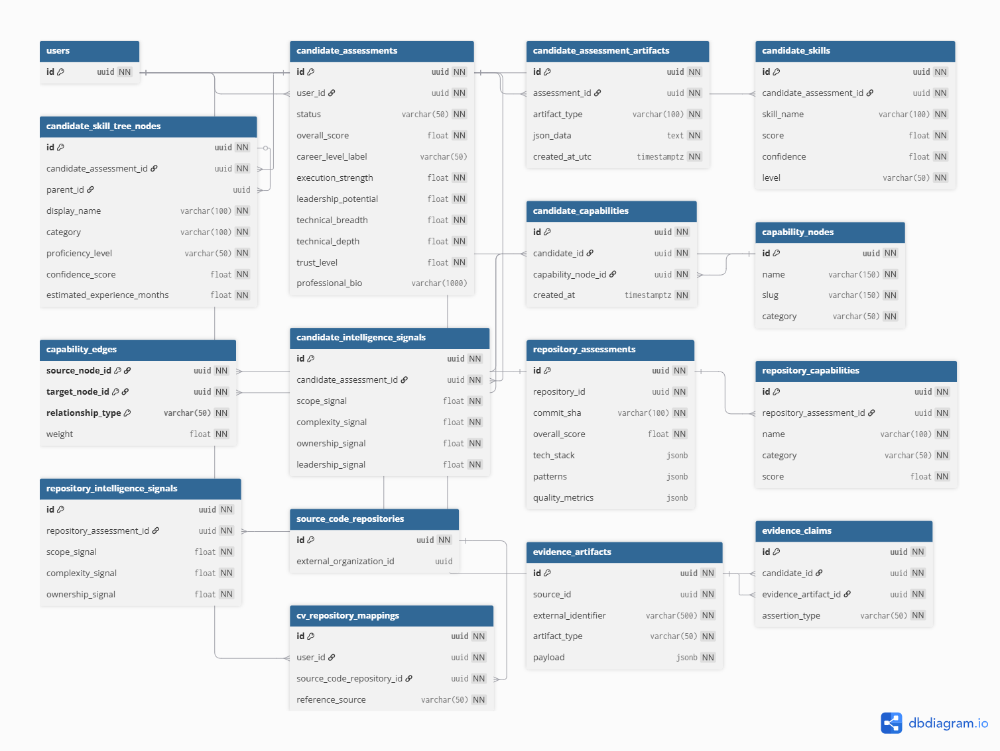 users
id uuid NN
candidate_skill_tree_nodes
id uuid NN
candidate_assessment_id uuid NN
parent_id uuid
display_name varchar(100) NN
category varchar(100) NN
proficiency_level varchar(50) NN
confidence_score float NN
estimated_experience_months float NN
capability_edges
source_node_id uuid NN
target_node_id uuid NN
relationship_type varchar(50) NN
weight float NN
repository_intelligence_signals
id uuid NN
repository_assessment_id uuid NN
scope_signal float NN
complexity_signal float NN
ownership_signal float NN
candidate_assessments
id uuid NN
user_id uuid NN
status varchar(50) NN
overall_score float NN
career_level_label varchar(50)
execution_strength float NN
leadership_potential float NN
technical_breadth float NN
technical_depth float NN
trust_level float NN
professional_bio varchar(1000)
candidate_intelligence_signals
id uuid NN
candidate_assessment_id uuid NN
scope_signal float NN
complexity_signal float NN
ownership_signal float NN
leadership_signal float NN
source_code_repositories
id uuid NN
external_organization_id uuid
cv_repository_mappings
id uuid NN
user_id uuid NN
source_code_repository_id uuid NN
reference_source varchar(50) NN
candidate_assessment_artifacts
id uuid NN
assessment_id uuid NN
artifact_type varchar(100) NN
json_data text NN
created_at_utc timestamptz NN
candidate_capabilities
id uuid NN
candidate_id uuid NN
capability_node_id uuid NN
created_at timestamptz NN
repository_assessments
id uuid NN
repository_id uuid NN
commit_sha varchar(100) NN
overall_score float NN
tech_stack jsonb
patterns jsonb
quality_metrics jsonb
evidence_artifacts
id uuid NN
source_id uuid NN
external_identifier varchar(500) NN
artifact_type varchar(50) NN
payload jsonb NN
candidate_skills
id uuid NN
candidate_assessment_id uuid NN
skill_name varchar(100) NN
score float NN
confidence float NN
level varchar(50) NN
capability_nodes
id uuid NN
name varchar(150) NN
slug varchar(150) NN
category varchar(50) NN
repository_capabilities
id uuid NN
repository_assessment_id uuid NN
name varchar(100) NN
category varchar(50) NN
score float NN
evidence_claims
id uuid NN
candidate_id uuid NN
evidence_artifact_id uuid NN
assertion_type varchar(50) NN
dbdiagram.io